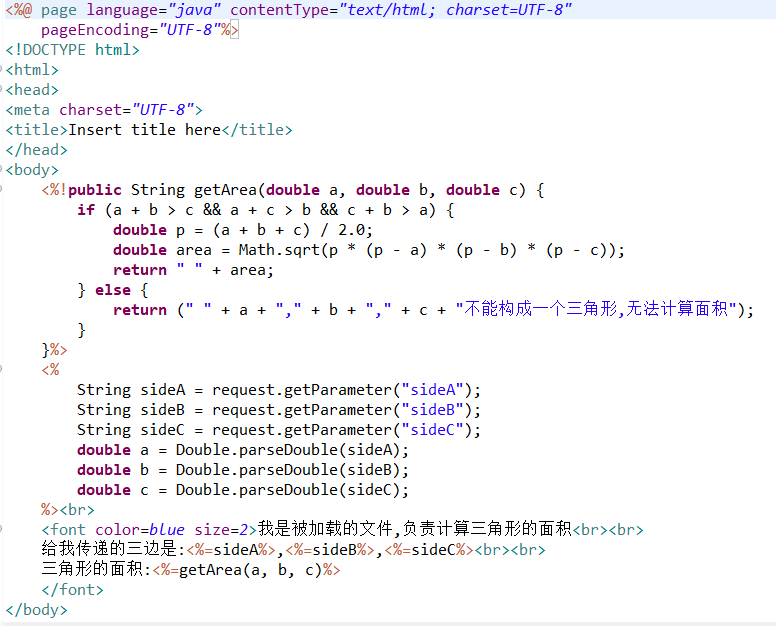 <%@ page language="java" contentType="text/html; charset=UTF-8"
    pageEncoding="UTF-8"%>
<!DOCTYPE html>
<html>
<head>
<meta charset="UTF-8">
<title>Insert title here</title>
</head>
<body>
    <%!public String getArea(double a, double b, double c) {
        if (a + b > c && a + c > b && c + b > a) {
            double p = (a + b + c) / 2.0;
            double area = Math.sqrt(p * (p - a) * (p - b) * (p - c));
            return " " + area;
        } else {
            return (" " + a + "," + b + "," + c + "不能构成一个三角形,无法计算面积");
        }
    }%>
    <%
        String sideA = request.getParameter("sideA");
        String sideB = request.getParameter("sideB");
        String sideC = request.getParameter("sideC");
        double a = Double.parseDouble(sideA);
        double b = Double.parseDouble(sideB);
        double c = Double.parseDouble(sideC);
    %><br>
    <font color=blue size=2>我是被加载的文件,负责计算三角形的面积<br><br>
    给我传递的三边是:<%=sideA%>,<%=sideB%>,<%=sideC%><br><br>
    三角形的面积:<%=getArea(a, b, c)%>
    </font>
</body>